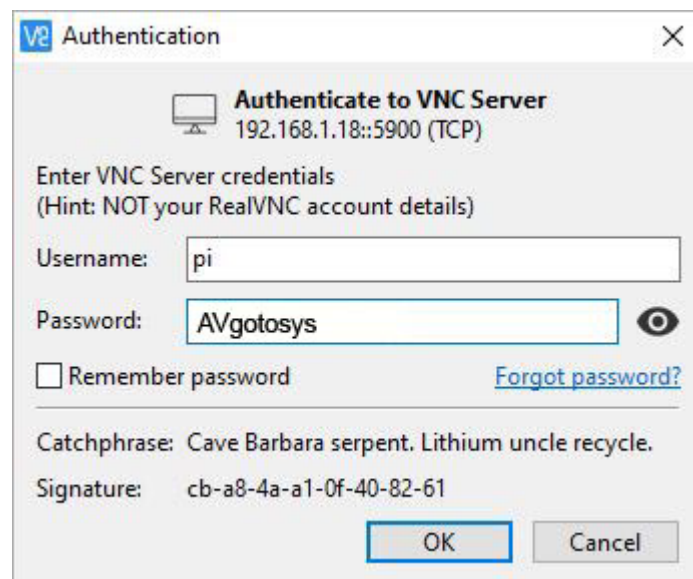 Authentication
Authenticate to VNC Server
192.168.1.18::5900 (TCP)
Enter VNC Server credentials
(Hint: NOT your RealVNC account details)
Username: pi
Password: AVgotosys
Remember password Forgot password?
Catchphrase: Cave Barbara serpent. Lithium uncle recycle.
Signature: cb-a8-4a-a1-0f-40-82-61
OK Cancel